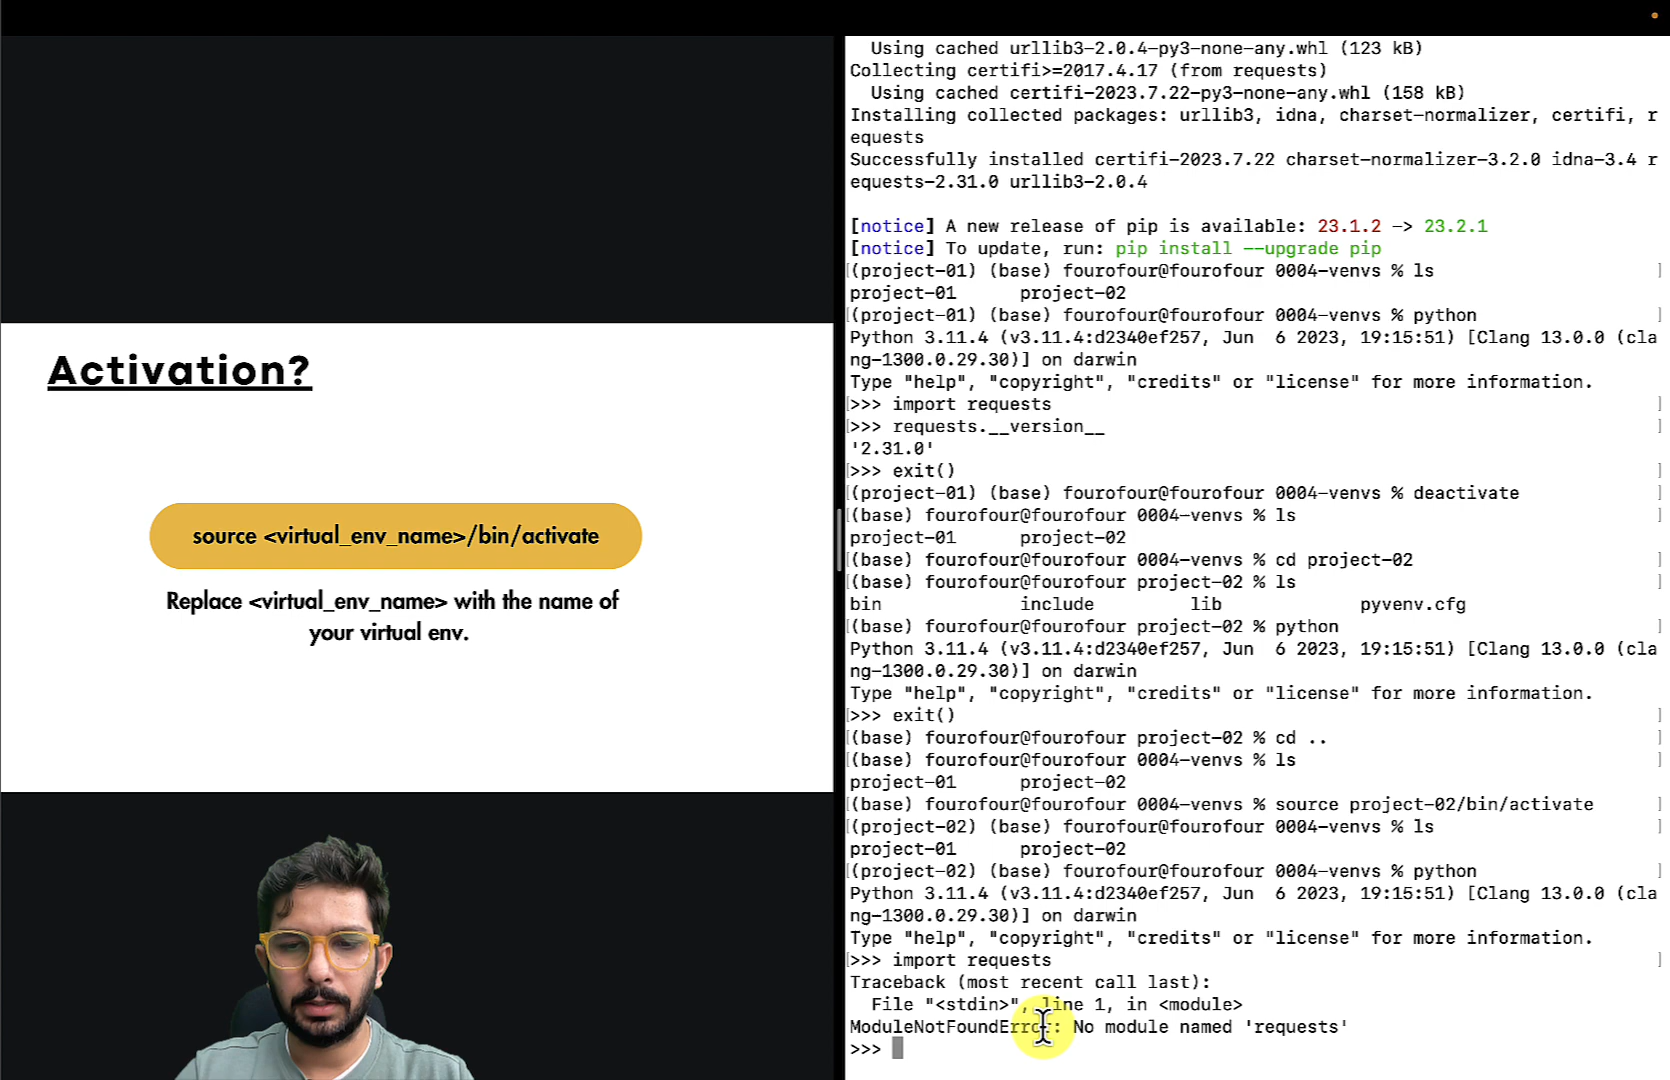 Activation?
source <virtual_env_name>/bin/activate
Replace <virtual_env_name> with the name of
your virtual env.
  Using cached urllib3-2.0.4-py3-none-any.whl (123 kB)
Collecting certifi>=2017.4.17 (from requests)
  Using cached certifi-2023.7.22-py3-none-any.whl (158 kB)
Installing collected packages: urllib3, idna, charset-normalizer, certifi, r
equests
Successfully installed certifi-2023.7.22 charset-normalizer-3.2.0 idna-3.4 r
equests-2.31.0 urllib3-2.0.4
[notice] A new release of pip is available: 23.1.2 -> 23.2.1
[notice] To update, run: pip install --upgrade pip
[(project-01) (base) fourofour@fourofour 0004-venvs % ls ]
project-01      project-02
[(project-01) (base) fourofour@fourofour 0004-venvs % python ]
Python 3.11.4 (v3.11.4:d2340ef257, Jun  6 2023, 19:15:51) [Clang 13.0.0 (cla
ng-1300.0.29.30)] on darwin
Type "help", "copyright", "credits" or "license" for more information.
[>>> import requests ]
[>>> requests.__version__ ]
'2.31.0'
[>>> exit() ]
[(project-01) (base) fourofour@fourofour 0004-venvs % deactivate ]
[(base) fourofour@fourofour 0004-venvs % ls ]
project-01      project-02
[(base) fourofour@fourofour 0004-venvs % cd project-02 ]
[(base) fourofour@fourofour project-02 % ls ]
bin             include         lib             pyvenv.cfg
[(base) fourofour@fourofour project-02 % python ]
Python 3.11.4 (v3.11.4:d2340ef257, Jun  6 2023, 19:15:51) [Clang 13.0.0 (cla
ng-1300.0.29.30)] on darwin
Type "help", "copyright", "credits" or "license" for more information.
[>>> exit() ]
[(base) fourofour@fourofour project-02 % cd .. ]
[(base) fourofour@fourofour 0004-venvs % ls ]
project-01      project-02
[(base) fourofour@fourofour 0004-venvs % source project-02/bin/activate ]
[(project-02) (base) fourofour@fourofour 0004-venvs % ls ]
project-01      project-02
[(project-02) (base) fourofour@fourofour 0004-venvs % python ]
Python 3.11.4 (v3.11.4:d2340ef257, Jun  6 2023, 19:15:51) [Clang 13.0.0 (cla
ng-1300.0.29.30)] on darwin
Type "help", "copyright", "credits" or "license" for more information.
[>>> import requests ]
Traceback (most recent call last):
  File "<stdin>", line 1, in <module>
ModuleNotFoundError: No module named 'requests'
>>>